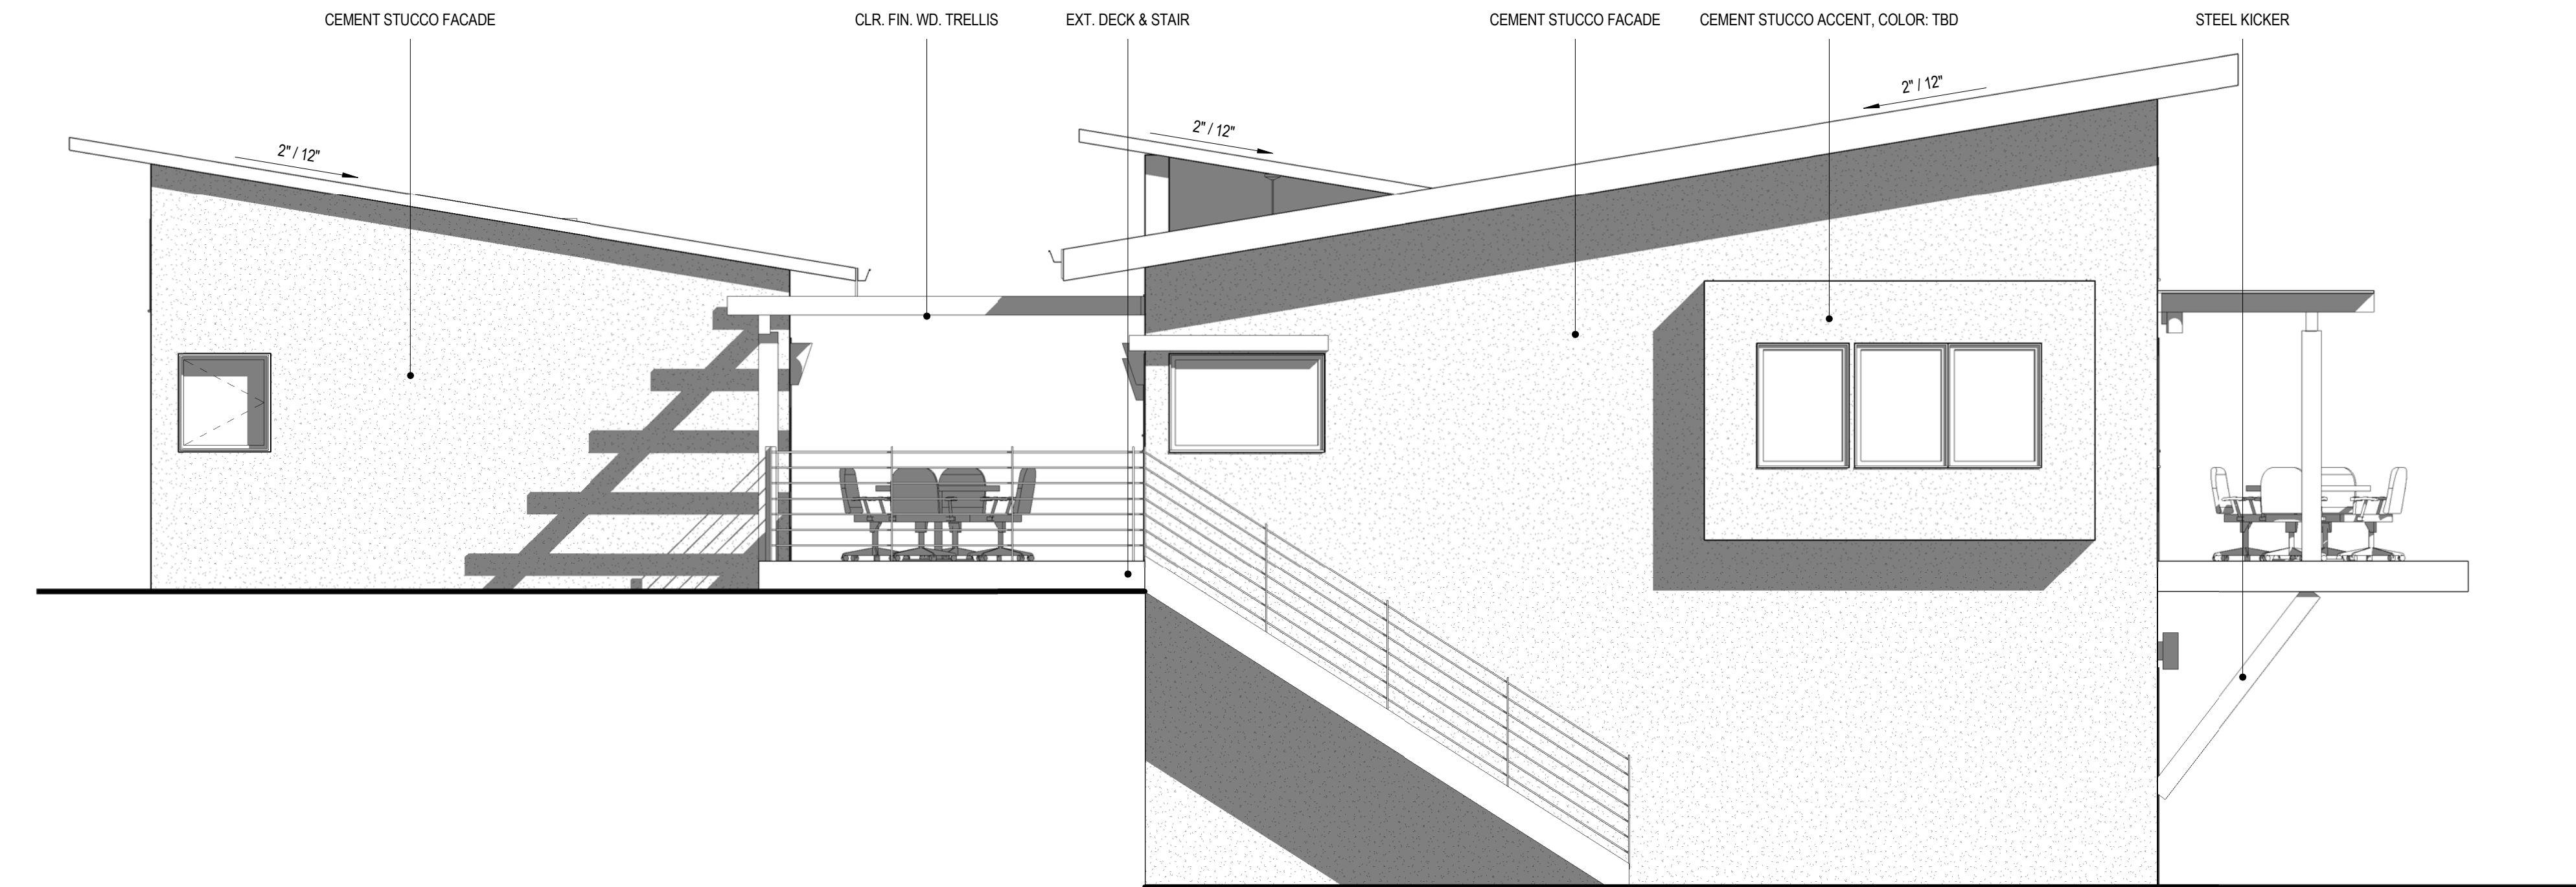 CEMENT STUCCO FACADE
CLR. FIN. WD. TRELLIS
EXT. DECK & STAIR
CEMENT STUCCO FACADE
CEMENT STUCCO ACCENT, COLOR: TBD
STEEL KICKER
2" / 12"
2" / 12"
2" / 12"